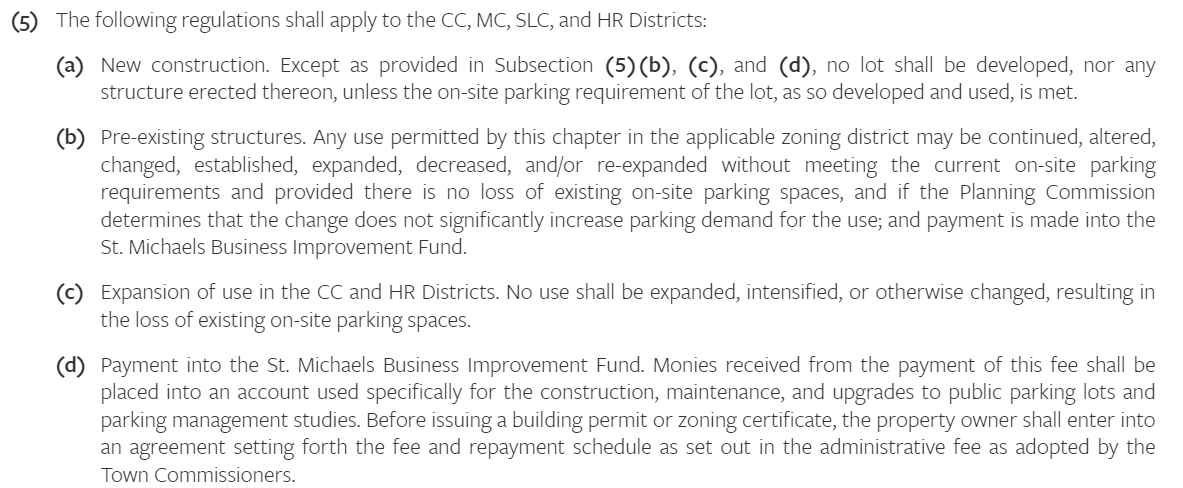 (5) The following regulations shall apply to the CC, MC, SLC, and HR Districts:
(a) New construction. Except as provided in Subsection (5)(b), (c), and (d), no lot shall be developed, nor any
structure erected thereon, unless the on-site parking requirement of the lot, as so developed and used, is met.
(b) Pre-existing structures. Any use permitted by this chapter in the applicable zoning district may be continued, altered,
changed, established, expanded, decreased, and/or re-expanded without meeting the current on-site parking
requirements and provided there is no loss of existing on-site parking spaces, and if the Planning Commission
determines that the change does not significantly increase parking demand for the use; and payment is made into the
St. Michaels Business Improvement Fund.
(c) Expansion of use in the CC and HR Districts. No use shall be expanded, intensified, or otherwise changed, resulting in
the loss of existing on-site parking spaces.
(d) Payment into the St. Michaels Business Improvement Fund. Monies received from the payment of this fee shall be
placed into an account used specifically for the construction, maintenance, and upgrades to public parking lots and
parking management studies. Before issuing a building permit or zoning certificate, the property owner shall enter into
an agreement setting forth the fee and repayment schedule as set out in the administrative fee as adopted by the
Town Commissioners.